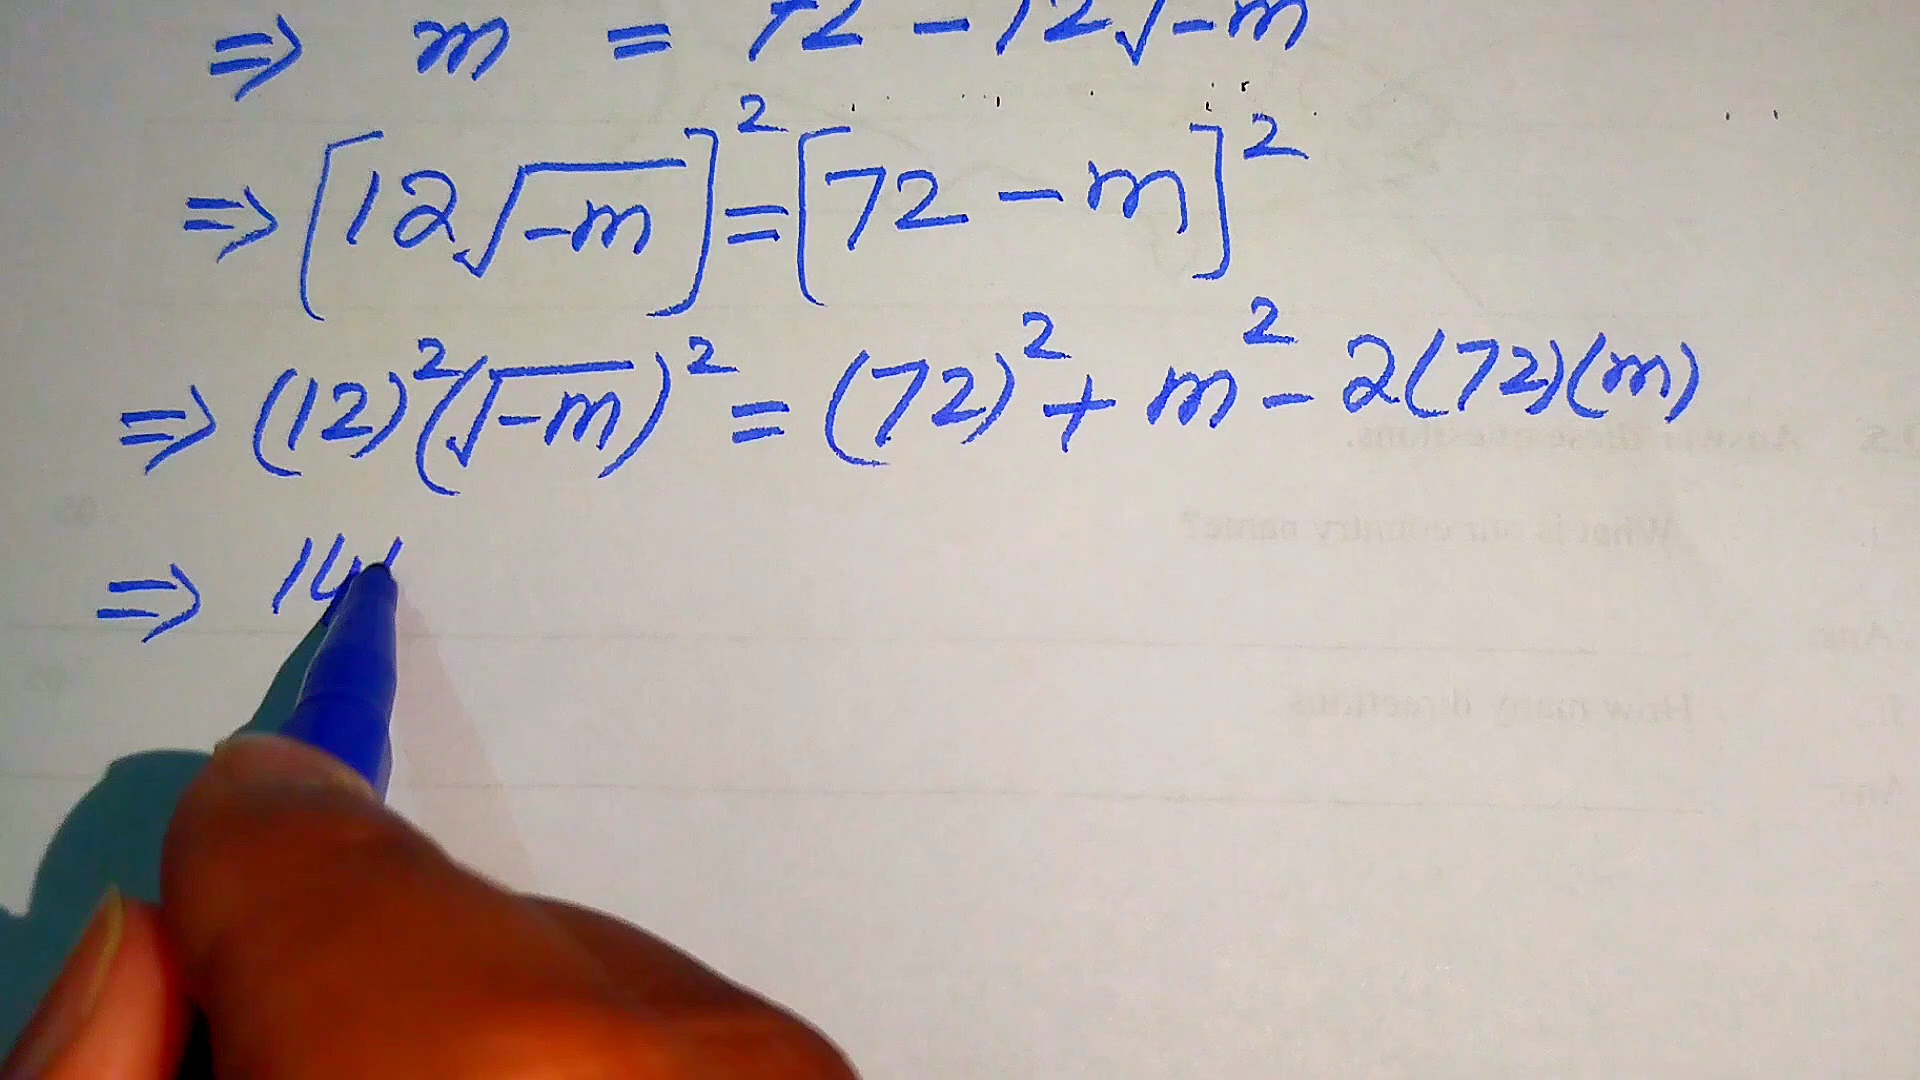 ⇒ m = 72 - 12√-m
⇒ [12√-m]² = [72 - m]²
⇒ (12)²(√-m)² = (72)² + m² - 2(72)(m)
⇒ 14